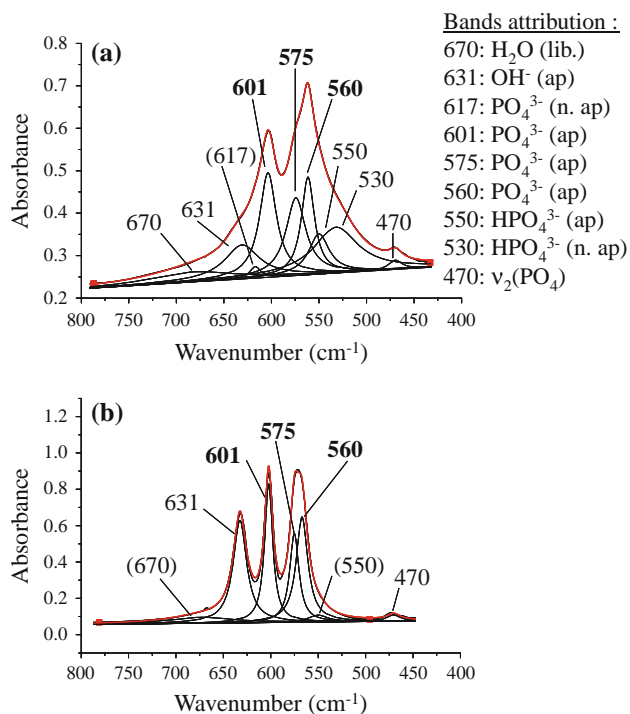 (a)
0.8
0.7
0.6
0.5
0.4
0.3
0.2
Absorbance
575
601
560
(617)
550
530
631
670
470
800 750 700 650 600 550 500 450 400
Wavenumber (cm⁻¹)
Bands attribution :
670: H₂O (lib.)
631: OH⁻ (ap)
617: PO₄³⁻ (n. ap)
601: PO₄³⁻ (ap)
575: PO₄³⁻ (ap)
560: PO₄³⁻ (ap)
550: HPO₄³⁻ (ap)
530: HPO₄³⁻ (n. ap)
470: ν₂(PO₄)
(b)
1.2
1.0
0.8
0.6
0.4
0.2
0.0
Absorbance
575
601
560
631
(670)
(550)
470
800 750 700 650 600 550 500 450 400
Wavenumber (cm⁻¹)